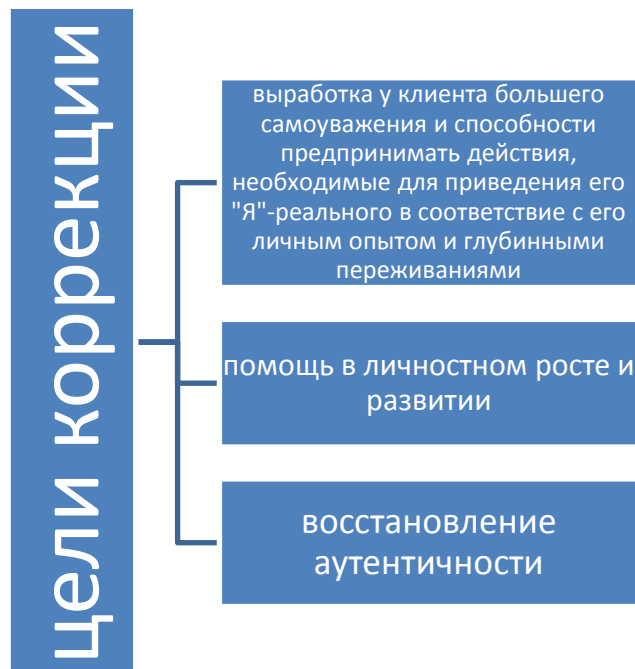 цели коррекции
выработка у клиента большего
самоуважения и способности
предпринимать действия,
необходимые для приведения его
"Я"-реального в соответствие с его
личным опытом и глубинными
переживаниями
помощь в личностном росте и
развитии
восстановление
аутентичности